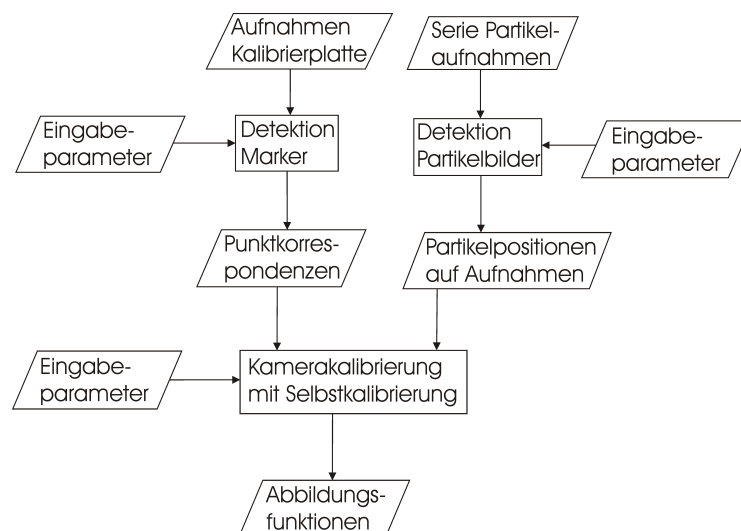 Aufnahmen
Kalibrierplatte
Serie Partikel-
aufnahmen
Eingabe-
parameter
Detektion
Marker
Detektion
Partikelbilder
Eingabe-
parameter
Punktkorres-
pondenzen
Partikelpositionen
auf Aufnahmen
Eingabe-
parameter
Kamerakalibrierung
mit Selbstkalibrierung
Abbildungs-
funktionen